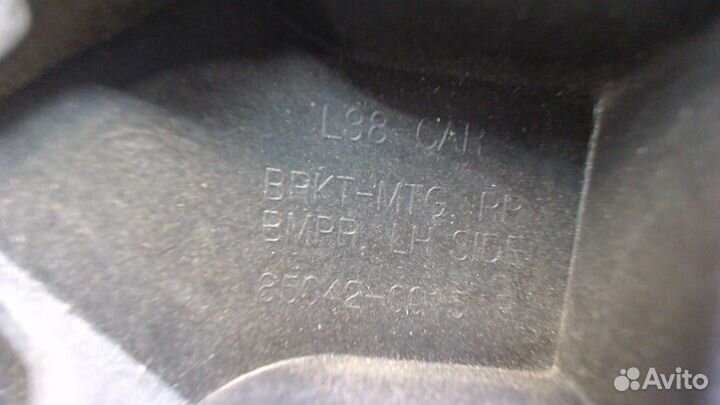 L38 CAR
BRKT-MTG, RR
BMPR, LH SIDE
Avito